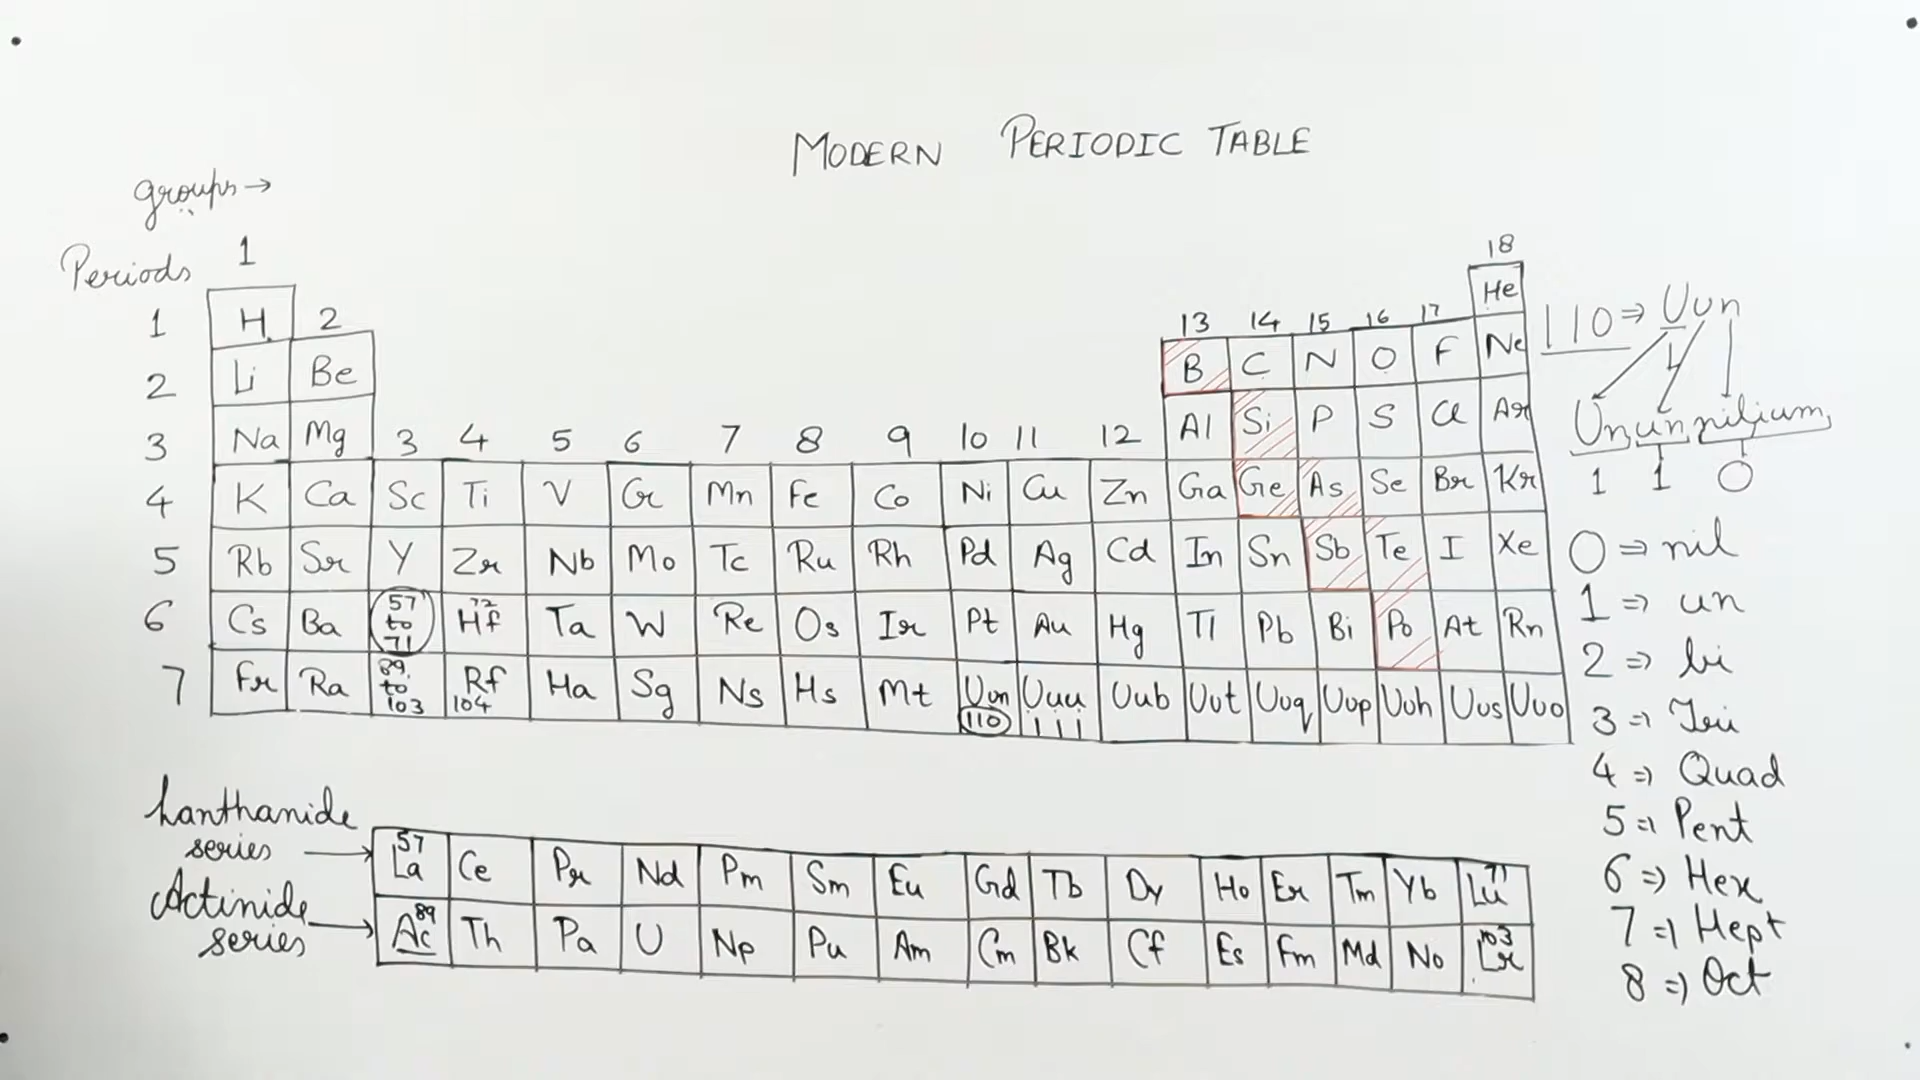 MODERN PERIODIC TABLE
groups →
Periods 1 18
1 H 2 13 14 15 16 17 He
2 Li Be B C N O F Ne
3 Na Mg 3 4 5 6 7 8 9 10 11 12 Al Si P S Cl Ar
4 K Ca Sc Ti V Cr Mn Fe Co Ni Cu Zn Ga Ge As Se Br Kr
5 Rb Sr Y Zr Nb Mo Tc Ru Rh Pd Ag Cd In Sn Sb Te I Xe
6 Cs Ba 57 to 71 72 Hf Ta W Re Os Ir Pt Au Hg Tl Pb Bi Po At Rn
7 Fr Ra 89 to 103 Rf 104 Ha Sg Ns Hs Mt Uun 110 Uuu 111 Uub Uut Uuq Uup Uuh Uus Uuo
110 ⇒ Uun
Ununnilium
1 1 0
0 ⇒ nil
1 ⇒ un
2 ⇒ bi
3 ⇒ Tri
4 ⇒ Quad
5 ⇒ Pent
6 ⇒ Hex
7 ⇒ Hept
8 ⇒ Oct
Lanthanide
series → 57 La Ce Pr Nd Pm Sm Eu Gd Tb Dy Ho Er Tm Yb 71 Lu
Actinide
series → 89 Ac Th Pa U Np Pu Am Cm Bk Cf Es Fm Md No 103 Lr